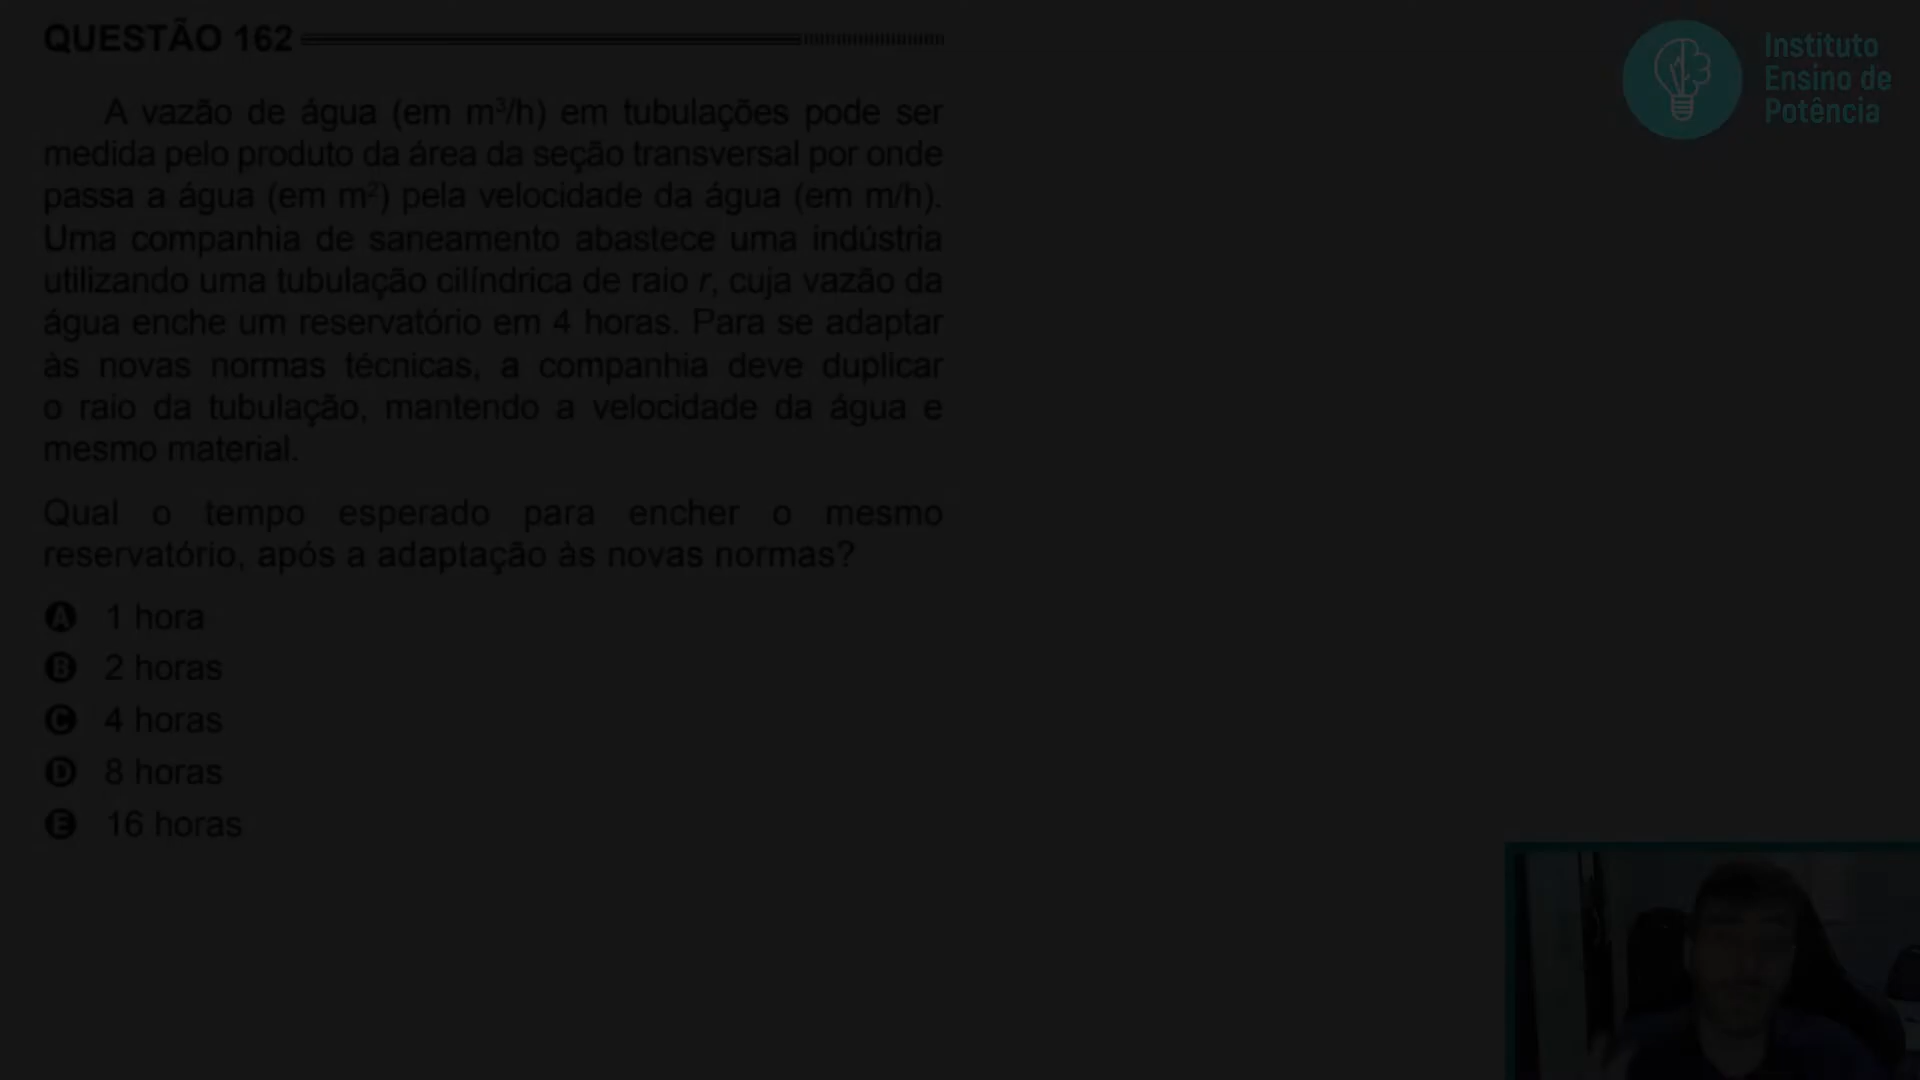 QUESTÃO 162
Instituto
Ensino de
Potência
A vazão de água (em m³/h) em tubulações pode ser
medida pelo produto da área da seção transversal por onde
passa a água (em m²) pela velocidade da água (em m/h).
Uma companhia de saneamento abastece uma indústria
utilizando uma tubulação cilíndrica de raio r, cuja vazão da
água enche um reservatório em 4 horas. Para se adaptar
às novas normas técnicas, a companhia deve duplicar
o raio da tubulação, mantendo a velocidade da água e
mesmo material.
Qual o tempo esperado para encher o mesmo
reservatório, após a adaptação às novas normas?
A 1 hora
B 2 horas
C 4 horas
D 8 horas
E 16 horas